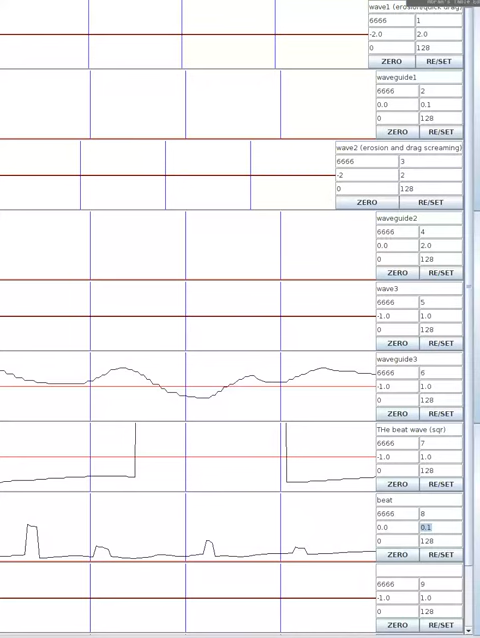 wave1 (erosion/quick drag)
6666 1
-2.0 2.0
0 128
ZERO RE/SET
waveguide1
6666 2
0.0 0.1
0 128
ZERO RE/SET
wave2 (erosion and drag screaming)
6666 3
-2 2
0 128
ZERO RE/SET
waveguide2
6666 4
0.0 2.0
0 128
ZERO RE/SET
wave3
6666 5
-1.0 1.0
0 128
ZERO RE/SET
waveguide3
6666 6
-1.0 1.0
0 128
ZERO RE/SET
THe beat wave (sqr)
6666 7
-1.0 1.0
0 128
ZERO RE/SET
beat
6666 8
0.0 0.1
0 128
ZERO RE/SET
6666 9
-1.0 1.0
0 128
ZERO RE/SET